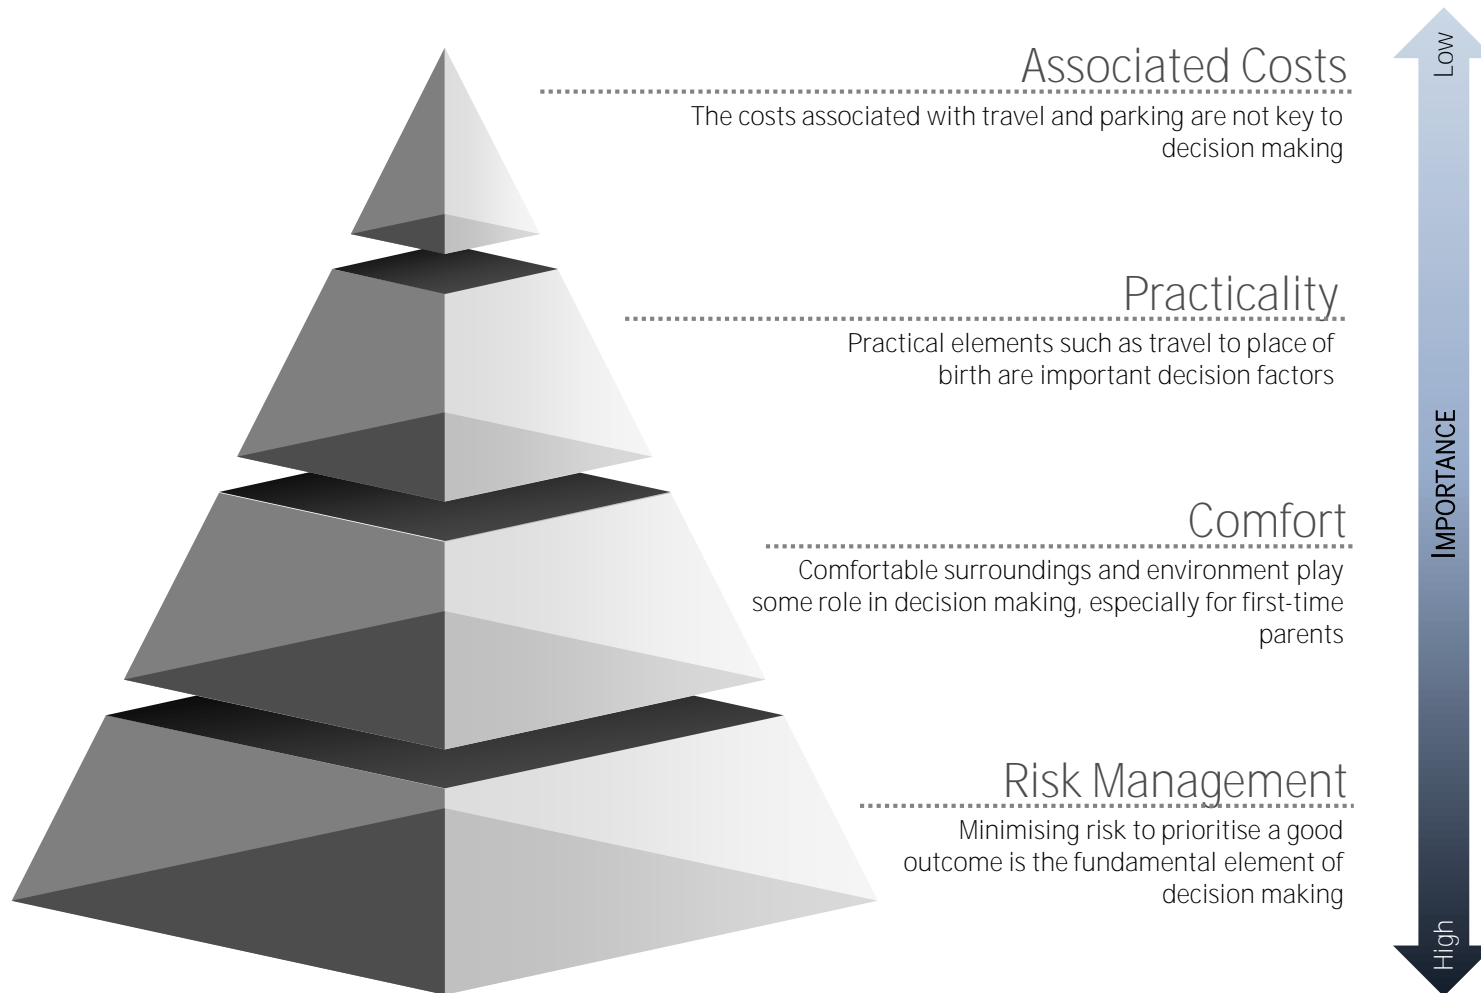 Associated Costs
The costs associated with travel and parking are not key to
decision making
Practicality
Practical elements such as travel to place of
birth are important decision factors
Comfort
Comfortable surroundings and environment play
some role in decision making, especially for first-time
parents
Risk Management
Minimising risk to prioritise a good
outcome is the fundamental element of
decision making
Low
IMPORTANCE
High